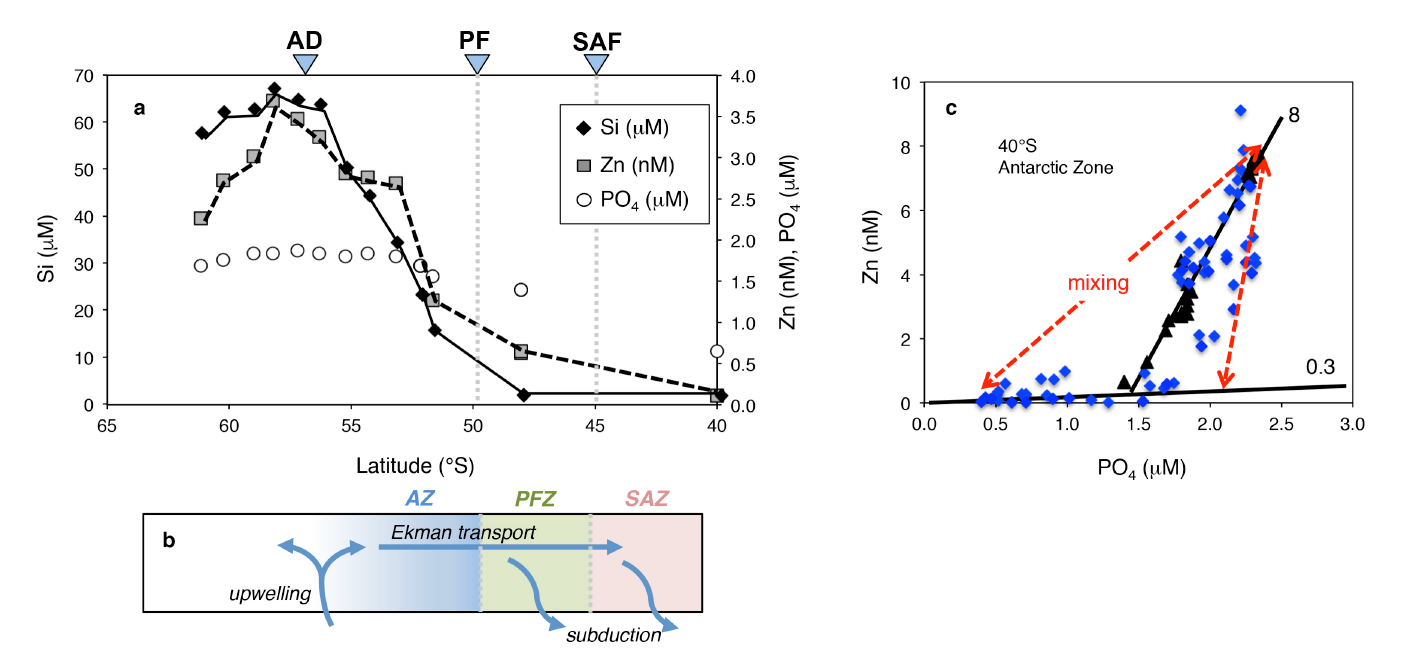 AD PF SAF
70 4.0
a
60 3.5
50 3.0
40 2.5
30 2.0
20 1.5
10 1.0
0 0.5
0.0
Si (μM)
Zn (nM)
PO4 (μM)
Si (μM)
Zn (nM), PO4 (μM)
65 60 55 50 45 40
Latitude (°S)
AZ PFZ SAZ
b
Ekman transport
upwelling
subduction
c
10
8
6
4
2
0
Zn (nM)
40°S
Antarctic Zone
8
mixing
0.3
0.0 0.5 1.0 1.5 2.0 2.5 3.0
PO4 (μM)